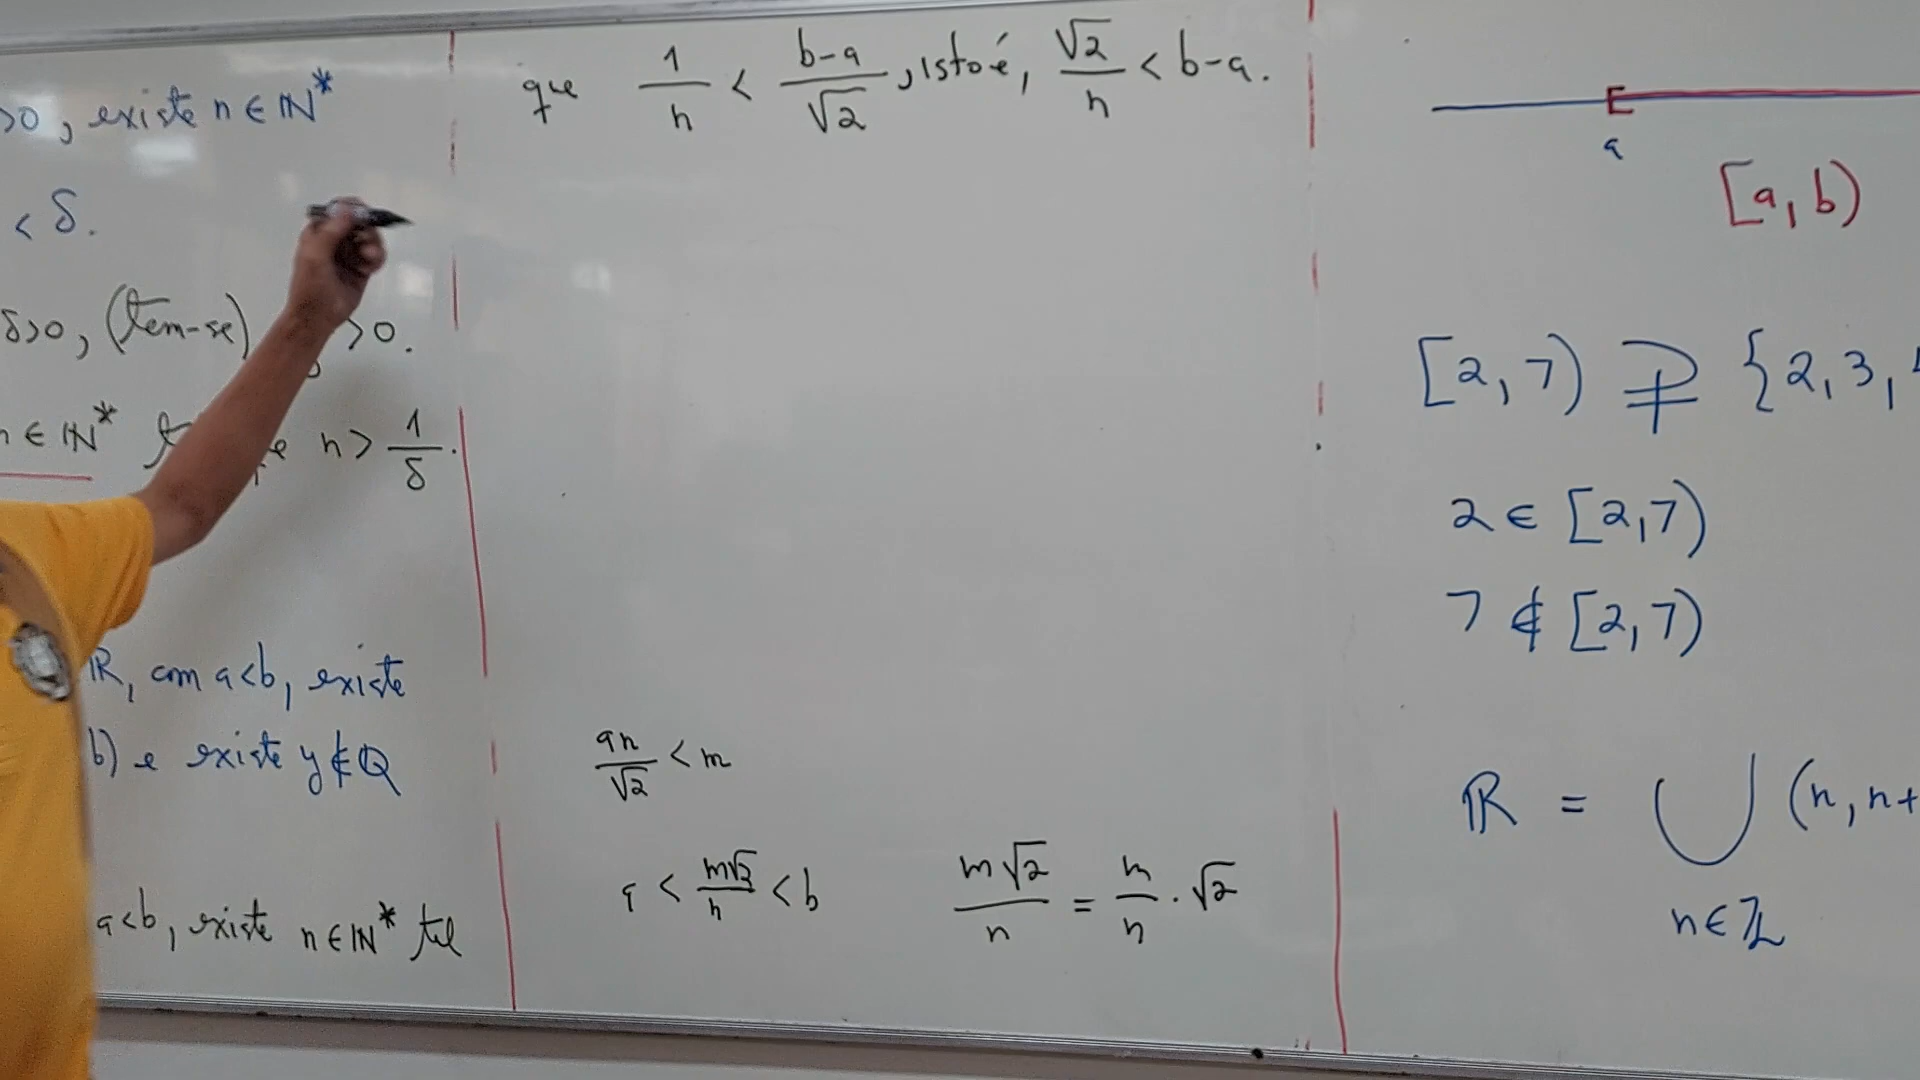 >0, existe n ∈ ℕ*
< δ.
δ>0, (tem-se) >0.
n ∈ ℕ* n > 1/δ.
ℝ, com a<b, existe
b) e existe y ∉ ℚ
a<b, existe n ∈ ℕ* tal
que 1/n < (b-a)/√2, isto é, √2/n < b-a.
an/√2 < m
a < m√2/n < b
m√2/n = m/n · √2
a
[a, b)
[2, 7) ⊋ {2, 3,
2 ∈ [2,7)
7 ∉ [2,7)
ℝ = ⋃ (n, n+
n ∈ ℤ